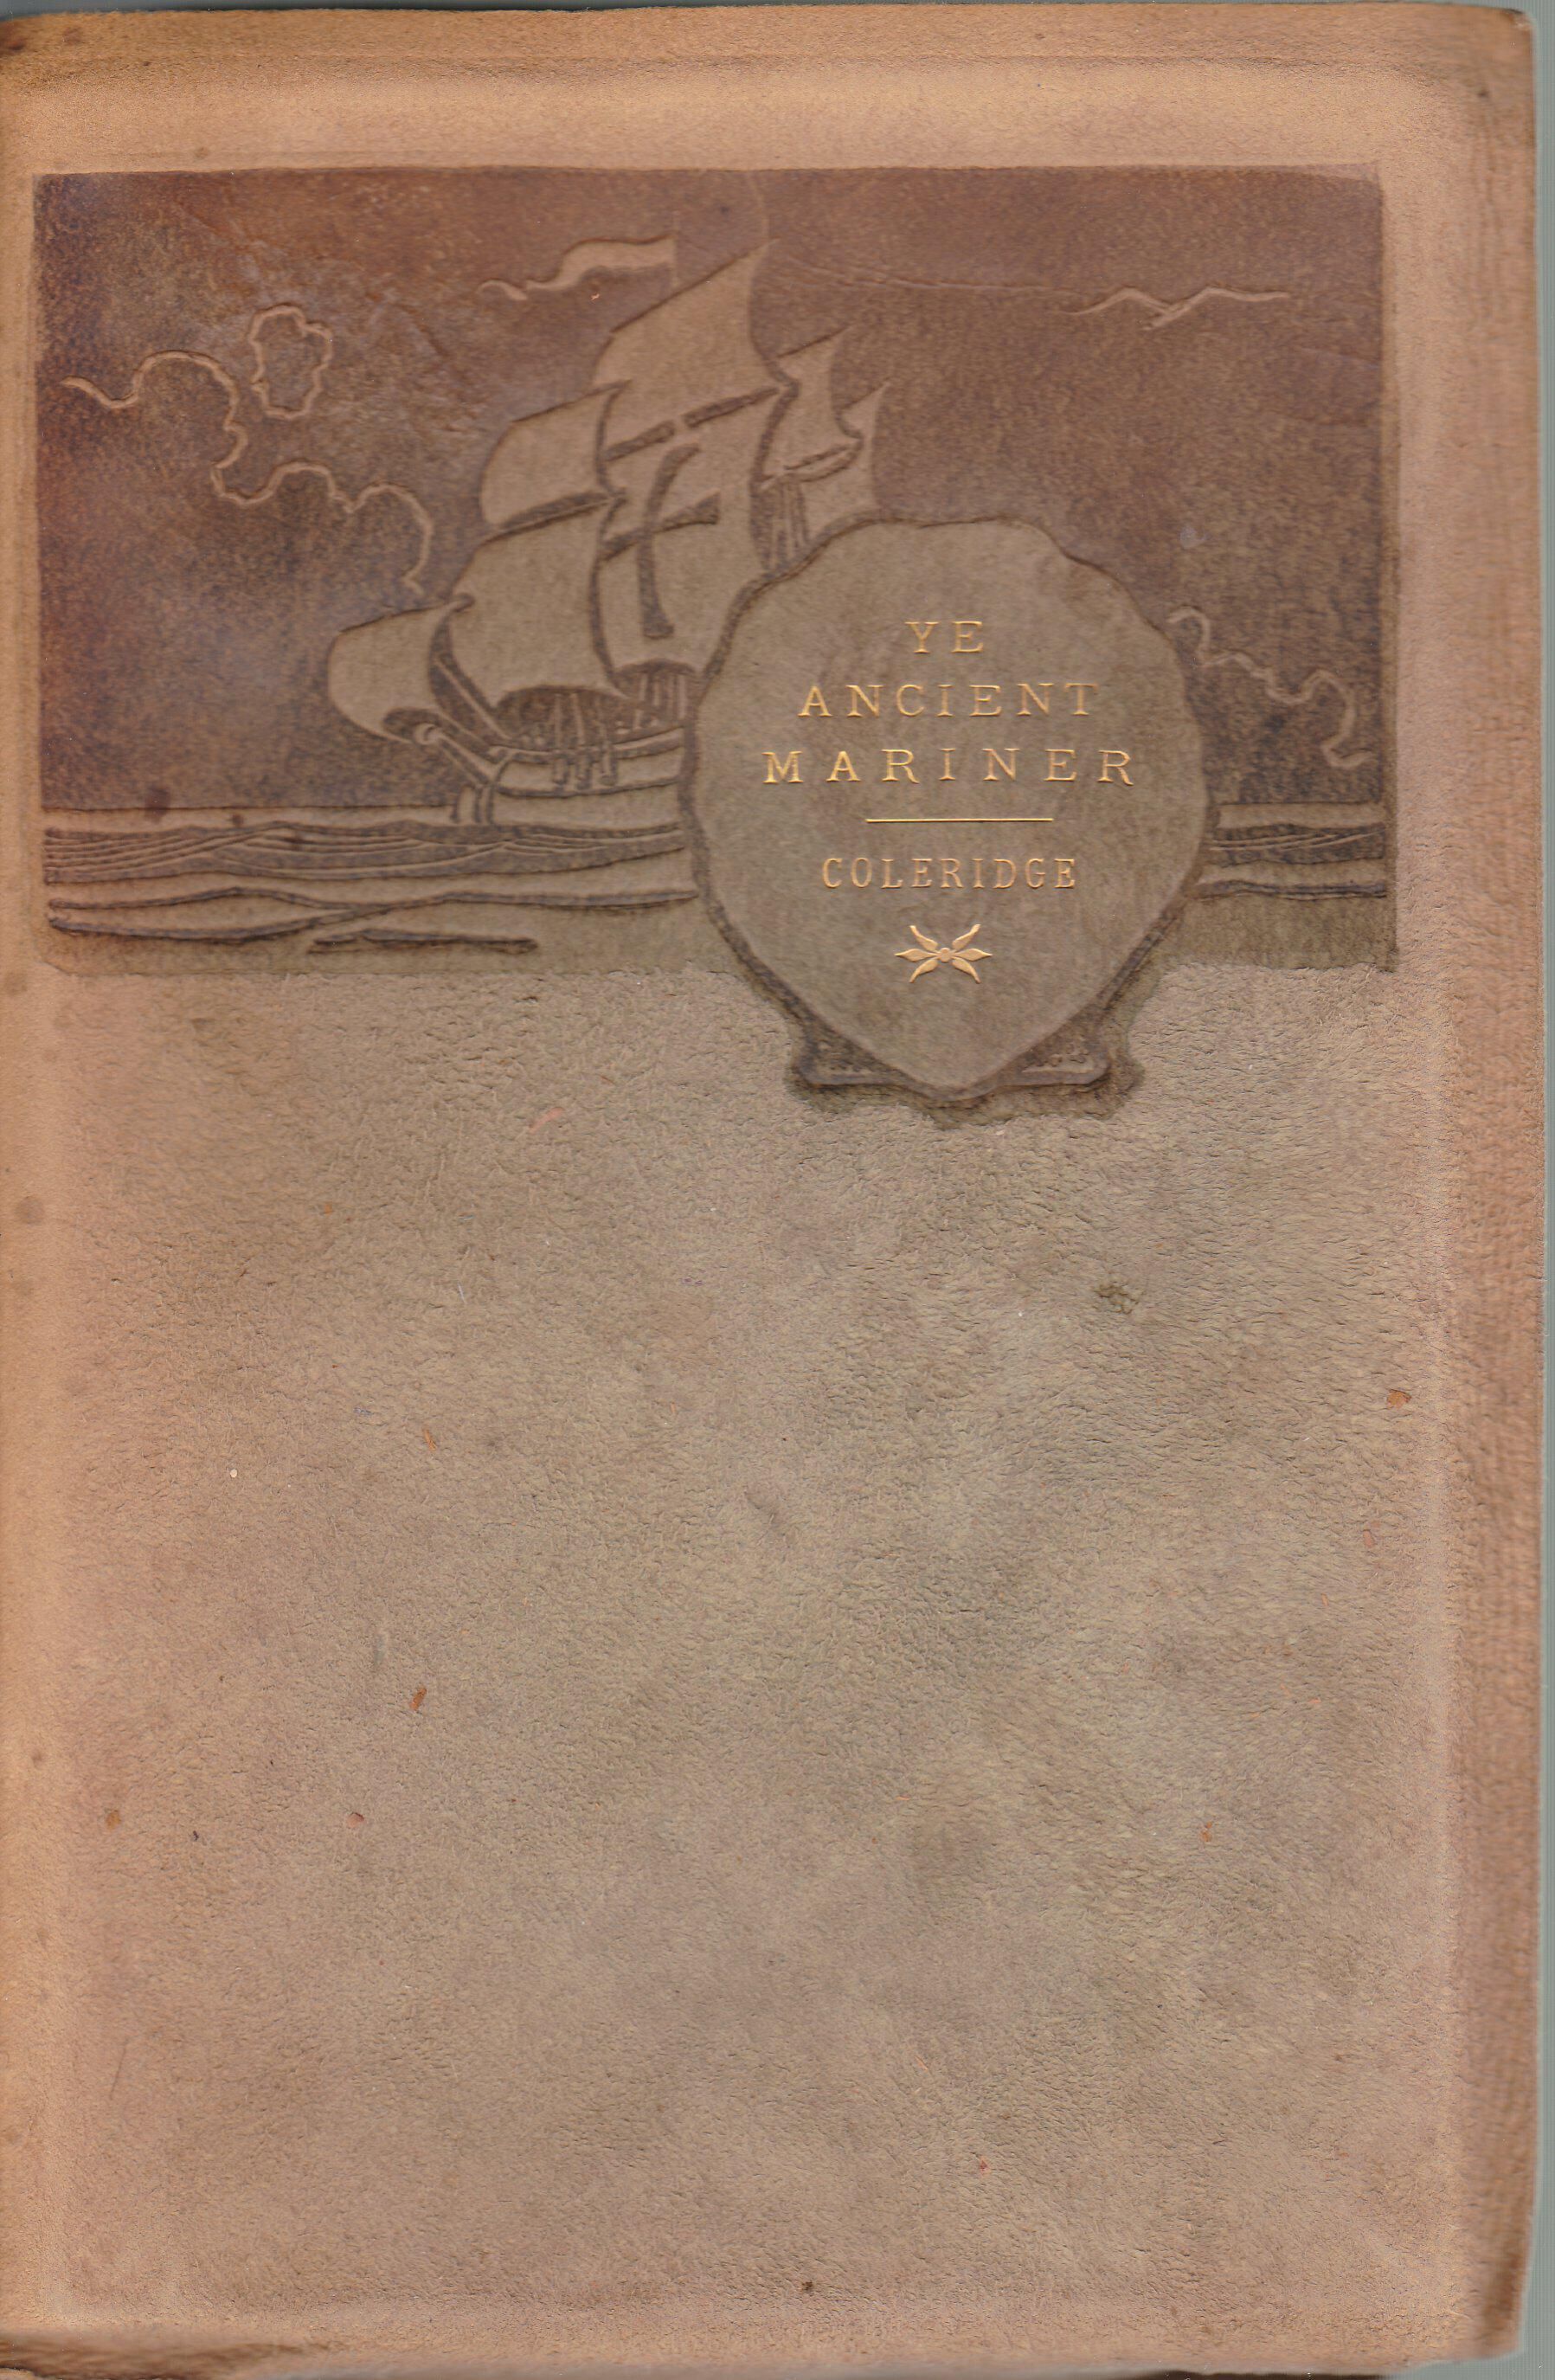 YE
ANCIENT
MARINER
COLERIDGE